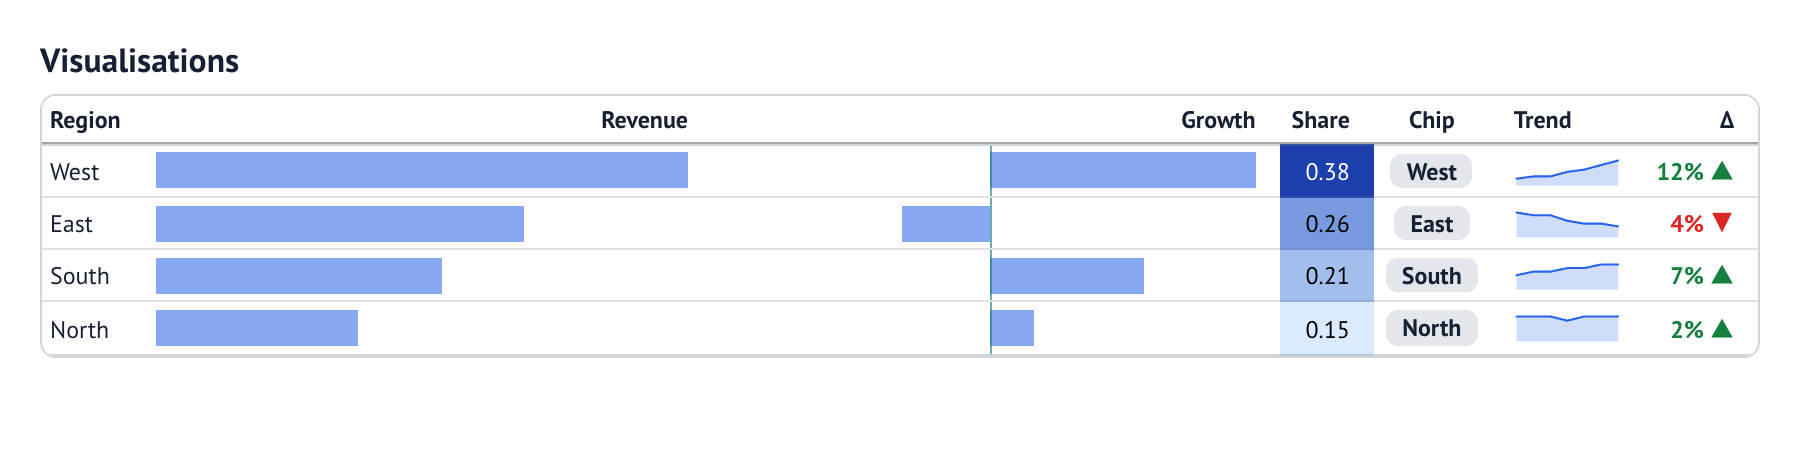 Visualisations
Region Revenue Growth Share Chip Trend Δ
West 0.38 West 12% ▲
East 0.26 East 4% ▼
South 0.21 South 7% ▲
North 0.15 North 2% ▲